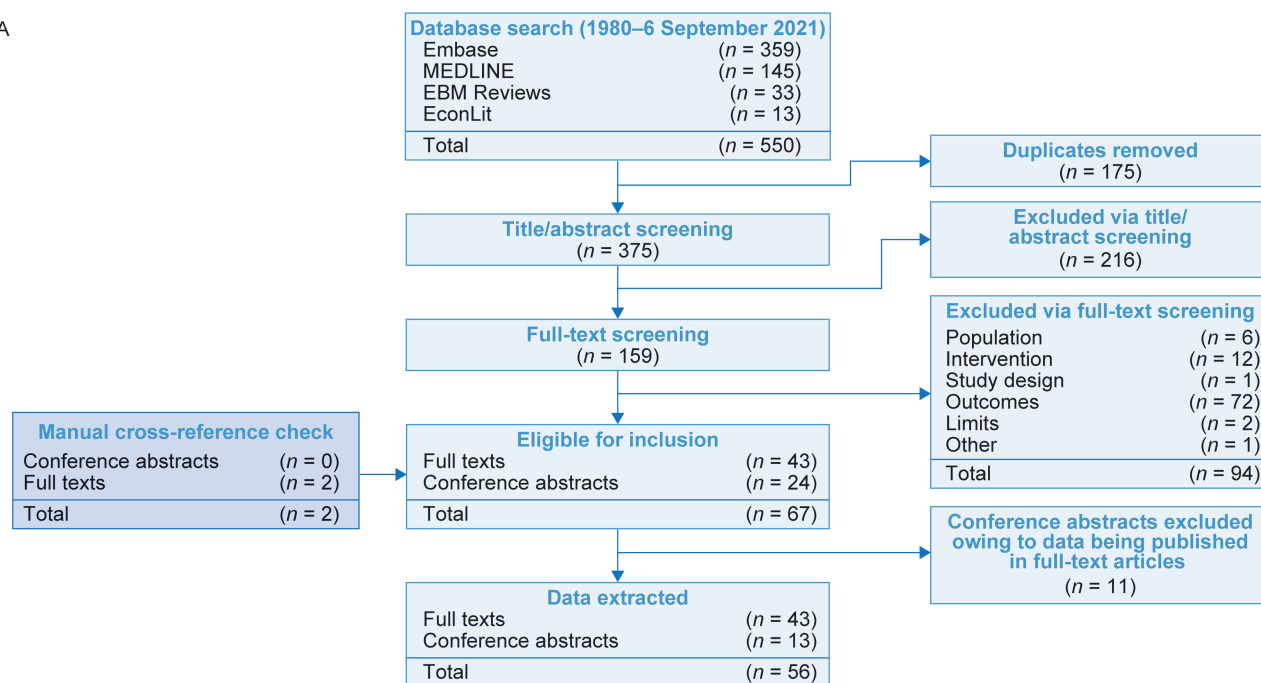 A
Database search (1980–6 September 2021)
Embase (n = 359)
MEDLINE (n = 145)
EBM Reviews (n = 33)
EconLit (n = 13)
Total (n = 550)
Duplicates removed
(n = 175)
Title/abstract screening
(n = 375)
Excluded via title/
abstract screening
(n = 216)
Full-text screening
(n = 159)
Excluded via full-text screening
Population (n = 6)
Intervention (n = 12)
Study design (n = 1)
Outcomes (n = 72)
Limits (n = 2)
Other (n = 1)
Total (n = 94)
Manual cross-reference check
Conference abstracts (n = 0)
Full texts (n = 2)
Total (n = 2)
Eligible for inclusion
Full texts (n = 43)
Conference abstracts (n = 24)
Total (n = 67)
Conference abstracts excluded
owing to data being published
in full-text articles
(n = 11)
Data extracted
Full texts (n = 43)
Conference abstracts (n = 13)
Total (n = 56)